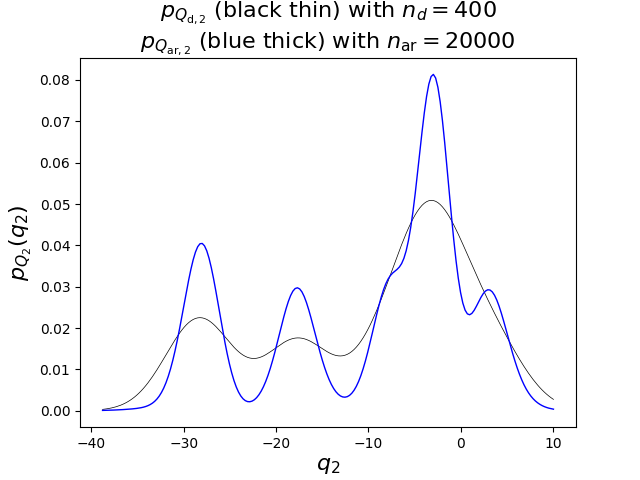 p_{Q_{d,2}} (black thin) with n_d = 400
p_{Q_{ar,2}} (blue thick) with n_{ar} = 20000
0.08
0.07
0.06
0.05
0.04
0.03
0.02
0.01
0.00
p_{Q_2}(q_2)
−40 −30 −20 −10 0 10
q_2